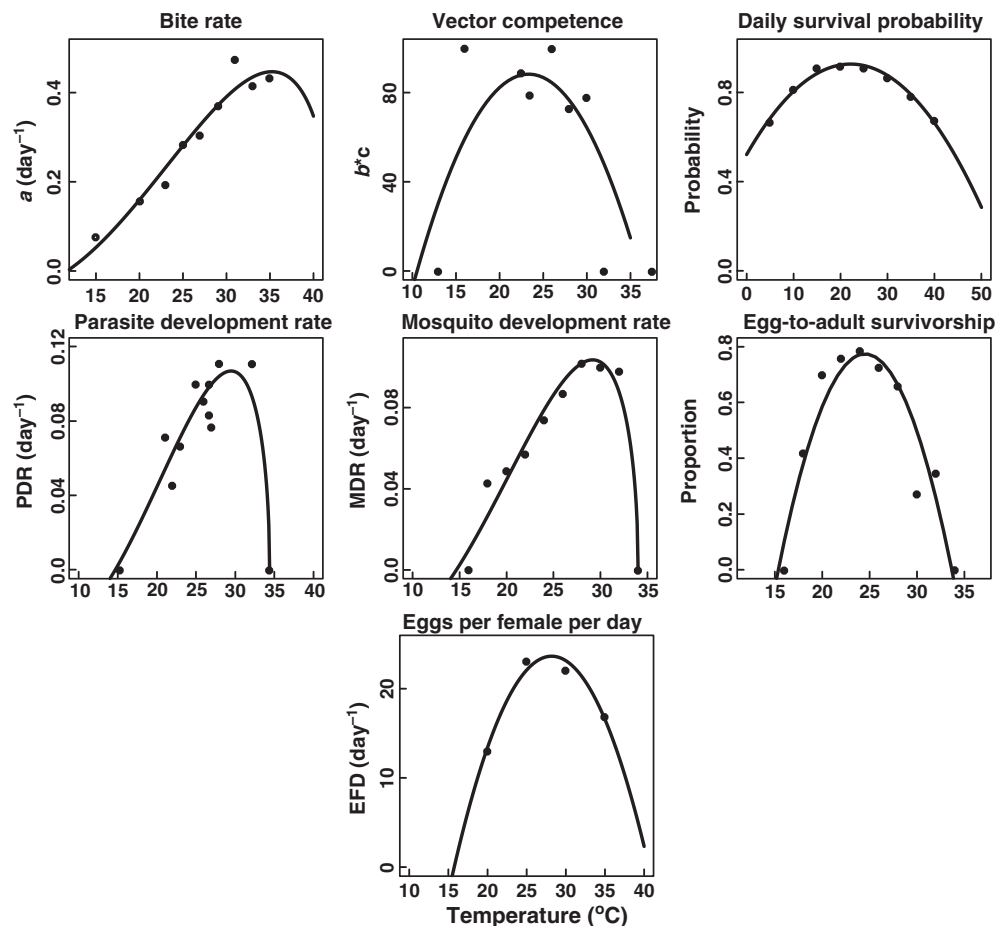 Bite rate
a (day−1)
0.0 0.2 0.4
15 20 25 30 35 40
Vector competence
b*c
0 40 80
10 15 20 25 30 35
Daily survival probability
Probability
0.0 0.4 0.8
0 10 20 30 40 50
Parasite development rate
PDR (day−1)
0.0 0.04 0.08 0.12
10 15 20 25 30 35 40
Mosquito development rate
MDR (day−1)
0.0 0.04 0.08
10 15 20 25 30 35
Egg-to-adult survivorship
Proportion
0.0 0.2 0.4 0.6 0.8
15 20 25 30 35
Eggs per female per day
EFD (day−1)
0 10 20
10 15 20 25 30 35 40
Temperature (oC)